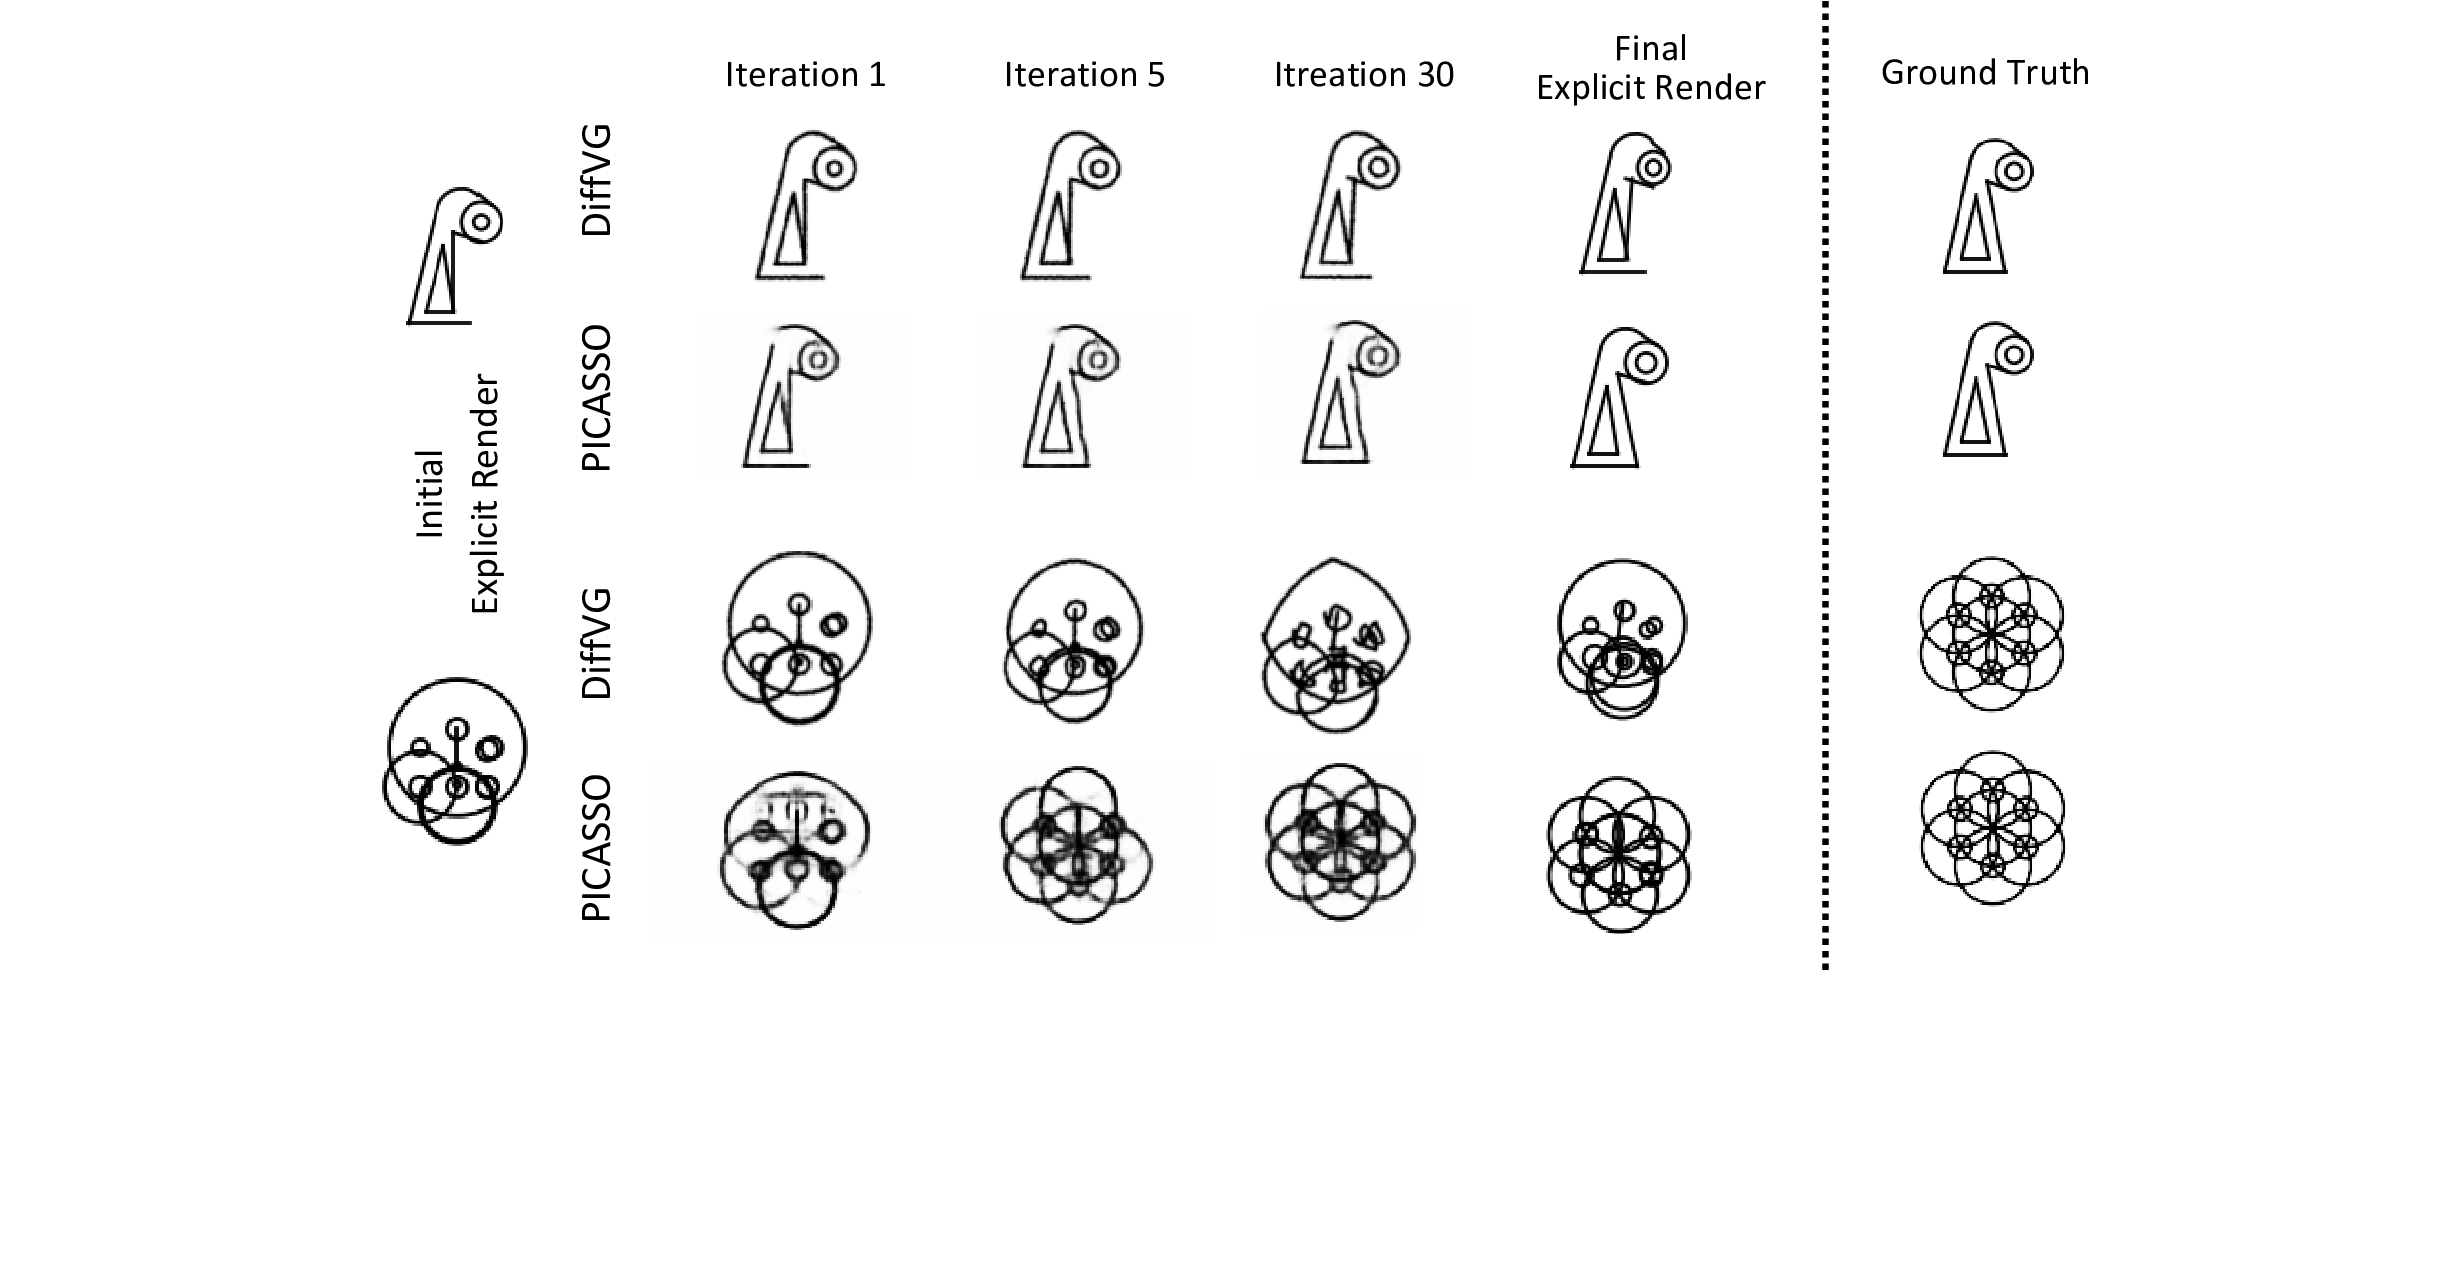 Iteration 1
Iteration 5
Itreation 30
Final
Explicit Render
Ground Truth
DiffVG
PICASSO
Initial
Explicit Render
DiffVG
PICASSO